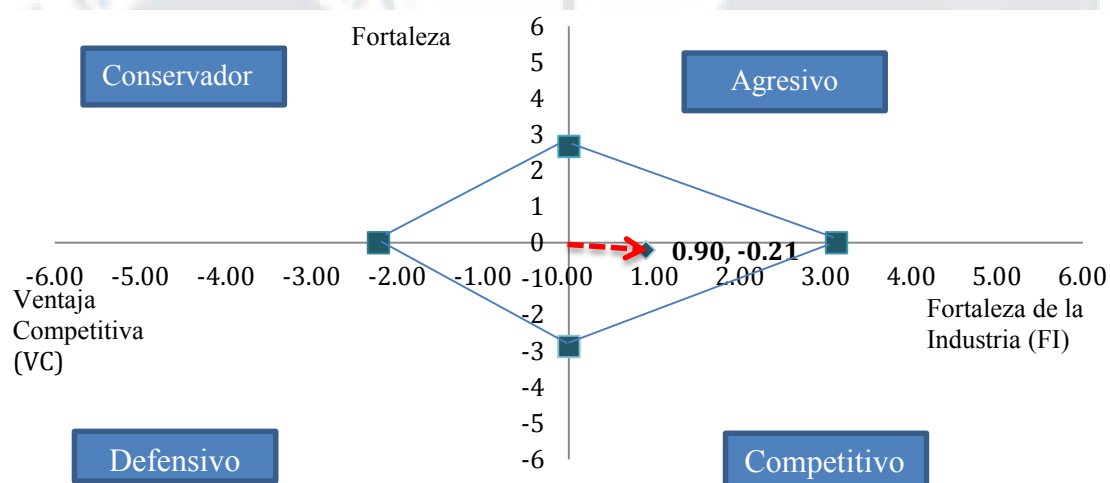 Fortaleza
Conservador
Agresivo
6
5
4
3
2
1
0
-1
-2
-3
-4
-5
-6
0.90, -0.21
-6.00 -5.00 -4.00 -3.00 -2.00 -1.00 0.00 1.00 2.00 3.00 4.00 5.00 6.00
Ventaja
Competitiva
(VC)
Fortaleza de la
Industria (FI)
Defensivo
Competitivo